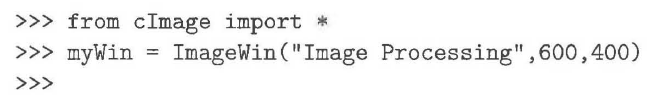 >>> from cImage import *
>>> myWin = ImageWin("Image Processing",600,400)
>>>